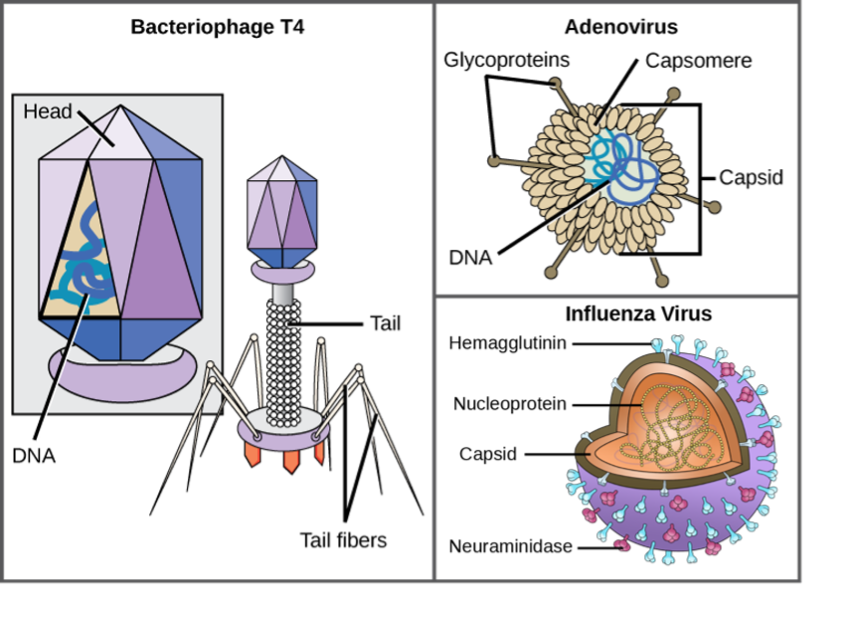 Bacteriophage T4
Head
DNA
Tail
Tail fibers
Adenovirus
Glycoproteins
Capsomere
Capsid
DNA
Influenza Virus
Hemagglutinin
Nucleoprotein
Capsid
Neuraminidase